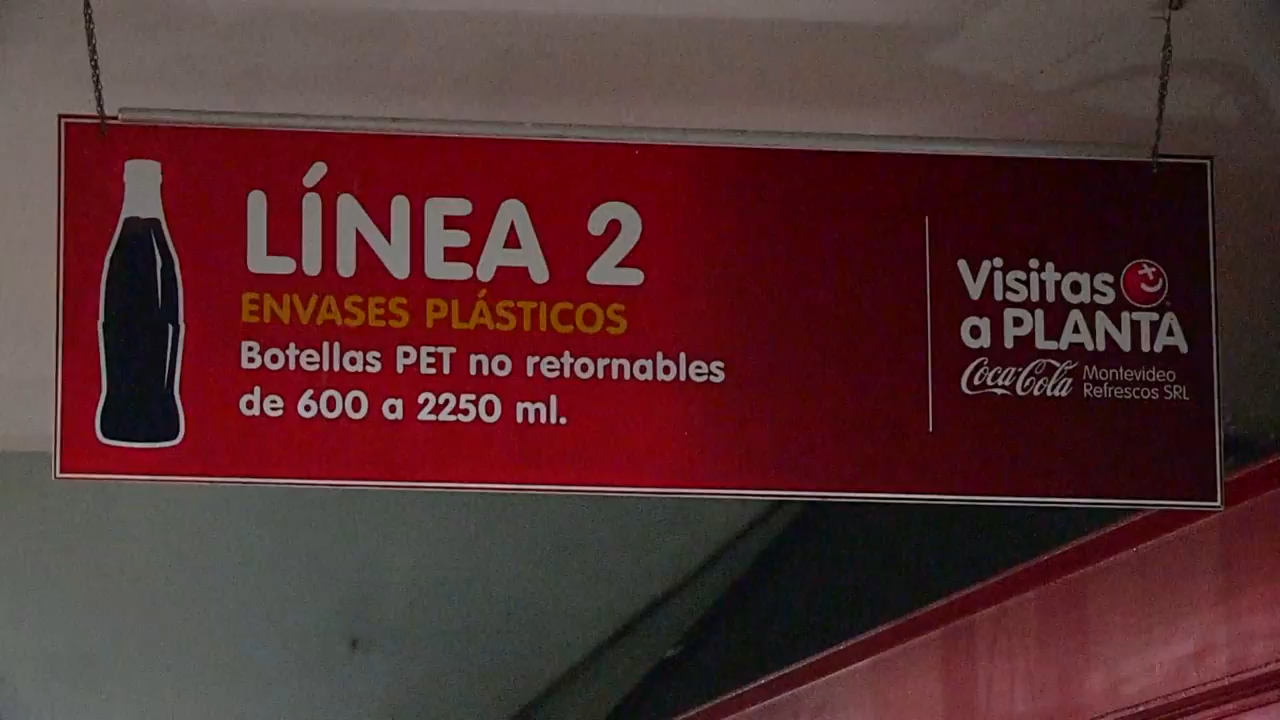 LÍNEA 2
ENVASES PLÁSTICOS
Botellas PET no retornables
de 600 a 2250 ml.
Visitas
a PLANTA
Coca-Cola Montevideo
Refrescos SRL